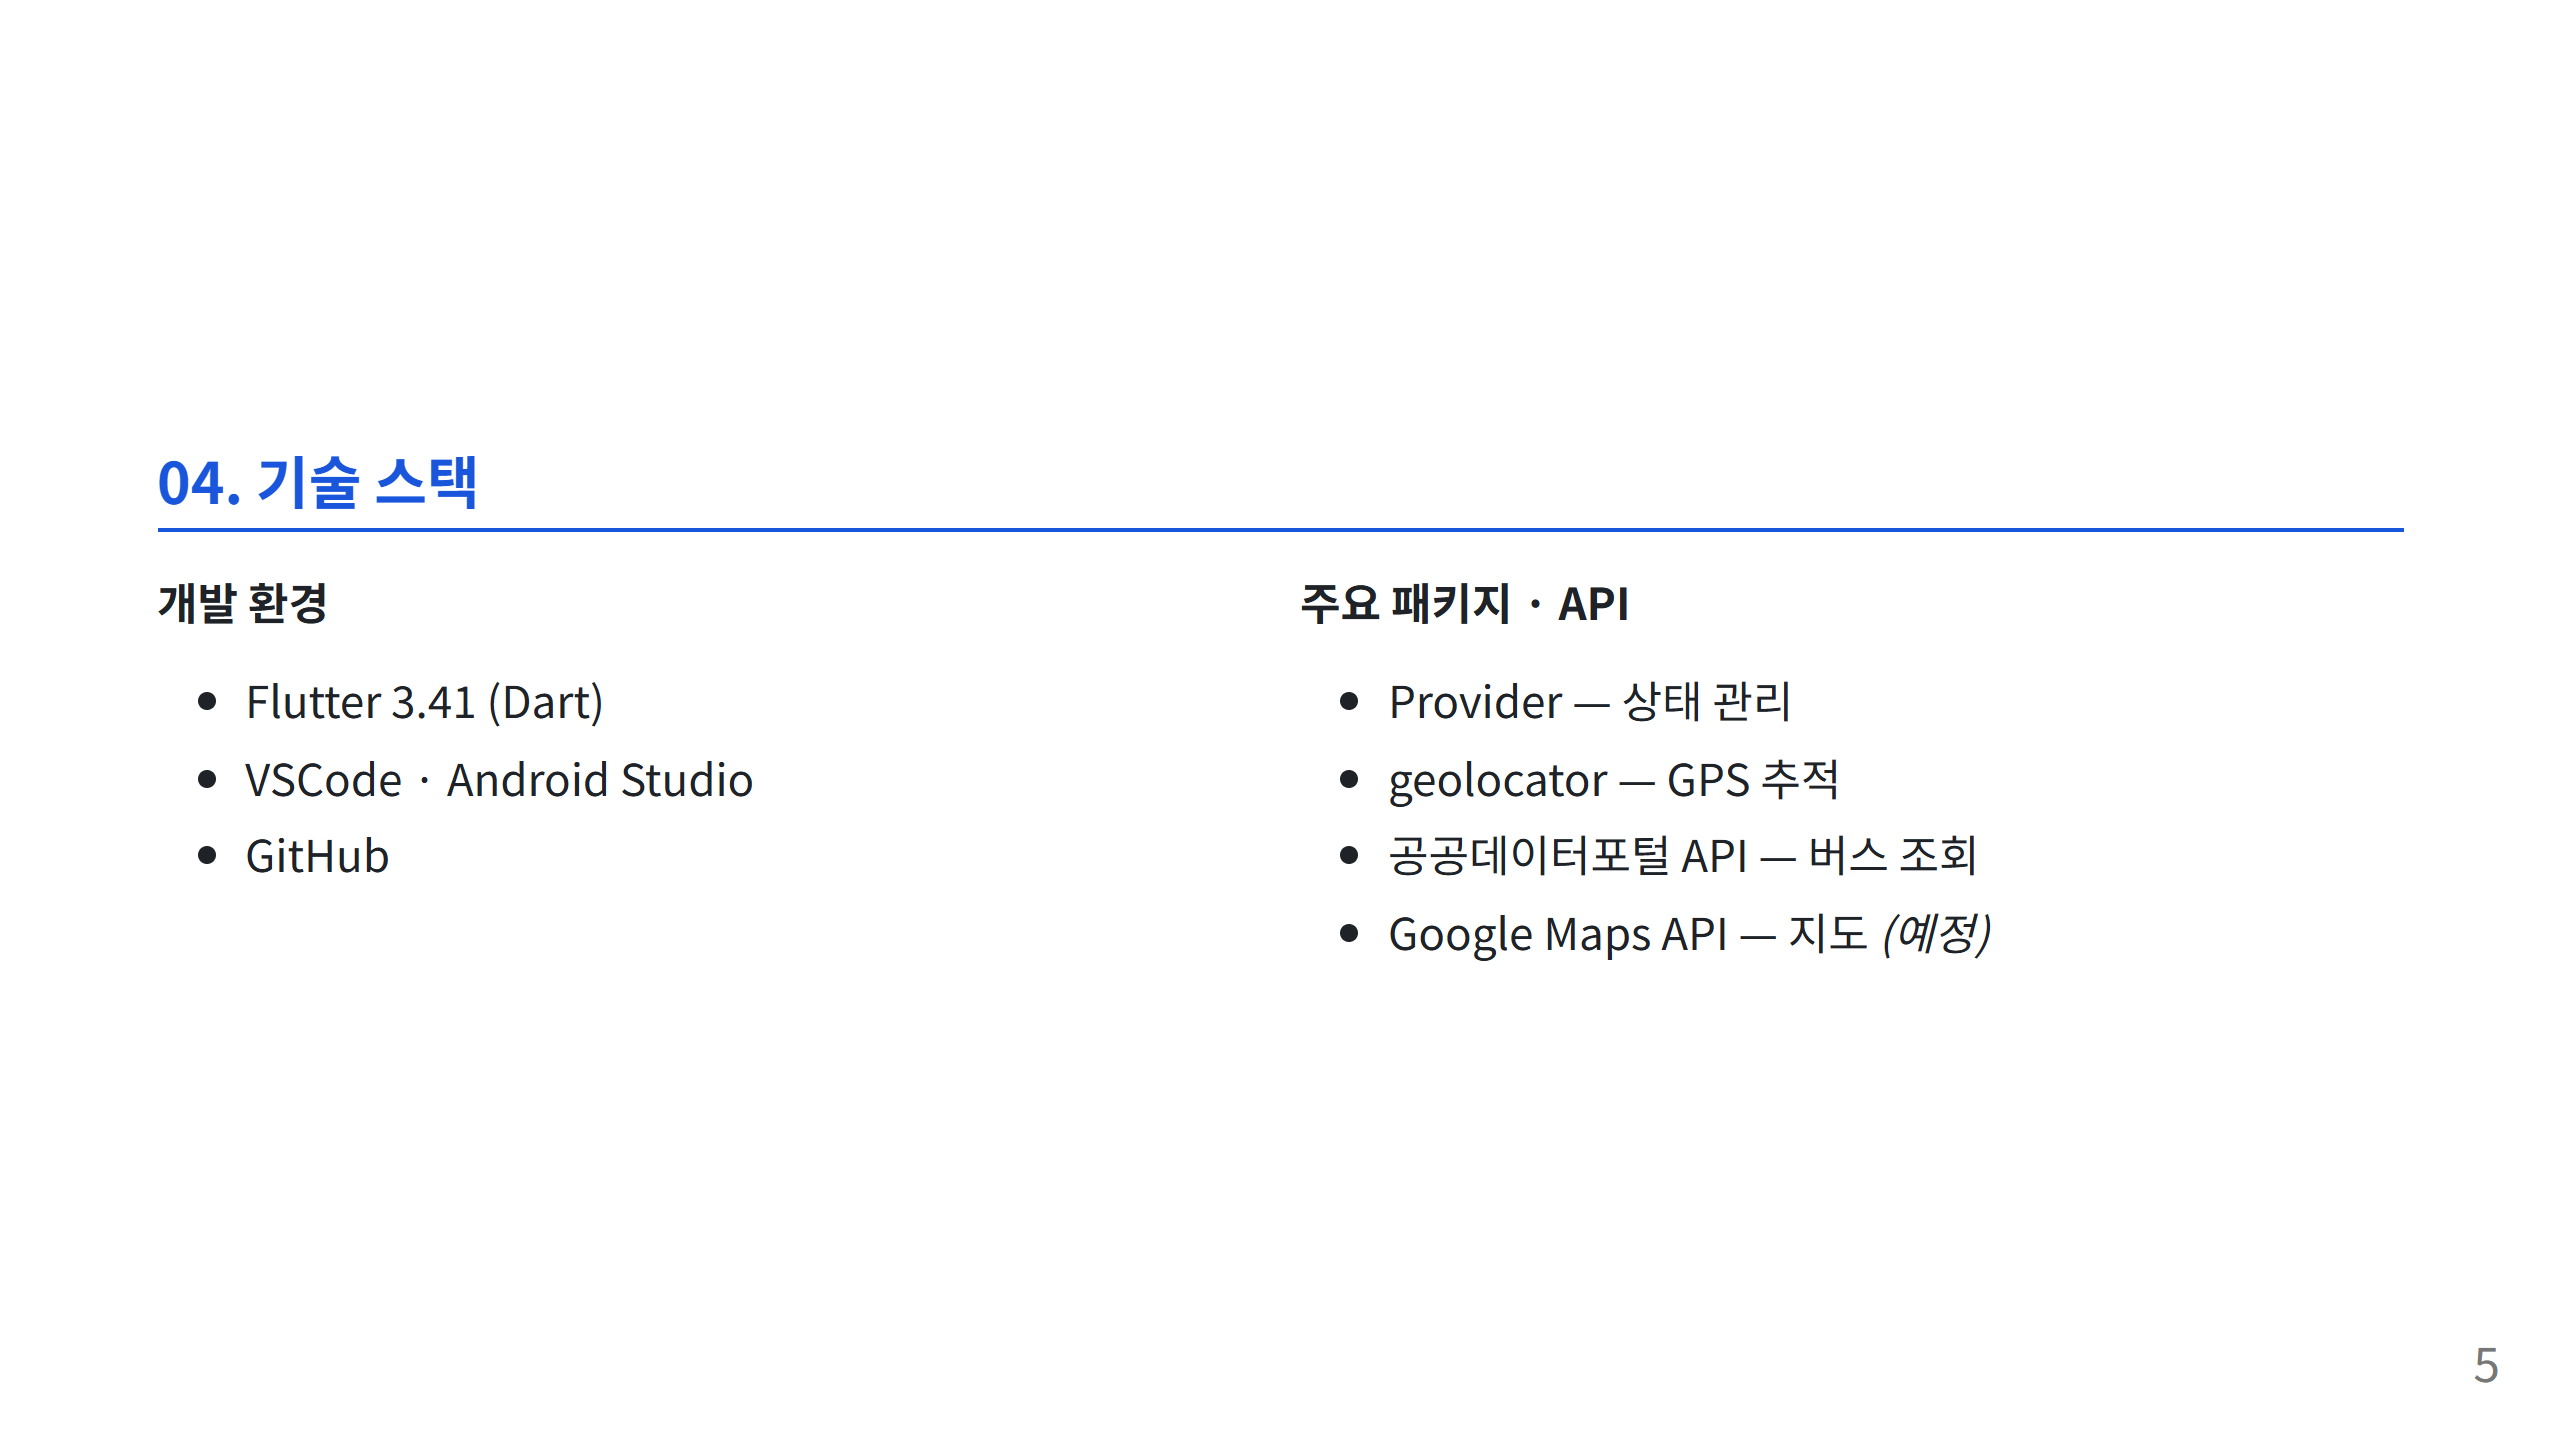 04. 기술 스택
개발 환경
Flutter 3.41 (Dart)
VSCode · Android Studio
GitHub
주요 패키지 · API
Provider — 상태 관리
geolocator — GPS 추적
공공데이터포털 API — 버스 조회
Google Maps API — 지도 (예정)
5